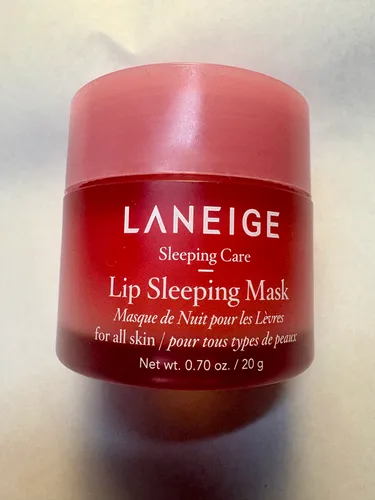 LANEIGE
Sleeping Care
Lip Sleeping Mask
Masque de Nuit pour les Lèvres
for all skin / pour tous types de peaux
Net wt. 0.70 oz. / 20 g